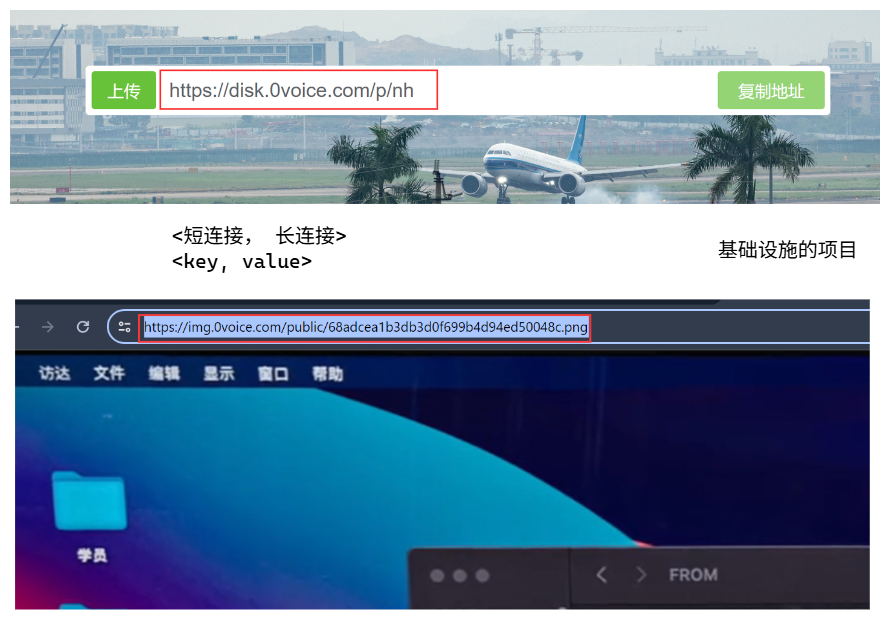 上传 https://disk.0voice.com/p/nh 复制地址
<短连接， 长连接>
<key, value>
基础设施的项目
https://img.0voice.com/public/68adcea1b3db3d0f699b4d94ed50048c.png
访达 文件 编辑 显示 窗口 帮助
学员
FROM